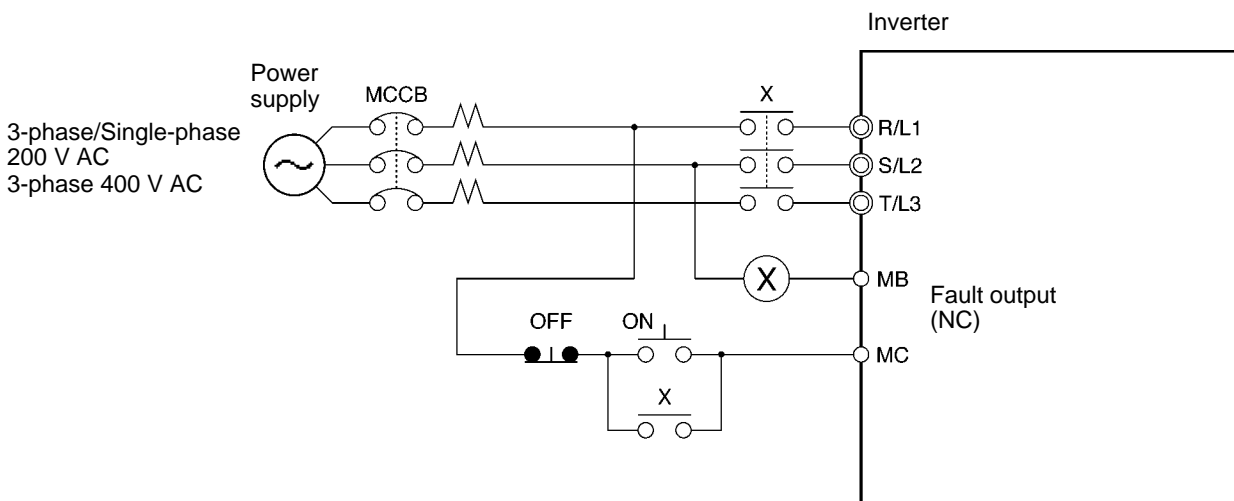 Inverter
Power
supply
MCCB
X
3-phase/Single-phase
200 V AC
3-phase 400 V AC
R/L1
S/L2
T/L3
X
MB
Fault output
(NC)
OFF
ON
MC
X